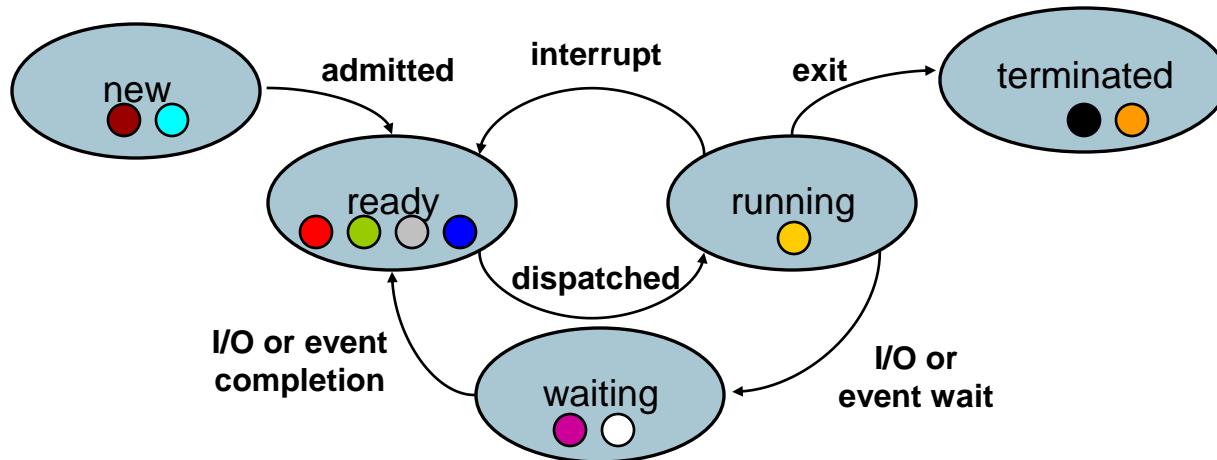 new
admitted
interrupt
exit
terminated
ready
running
dispatched
I/O or event
completion
waiting
I/O or
event wait